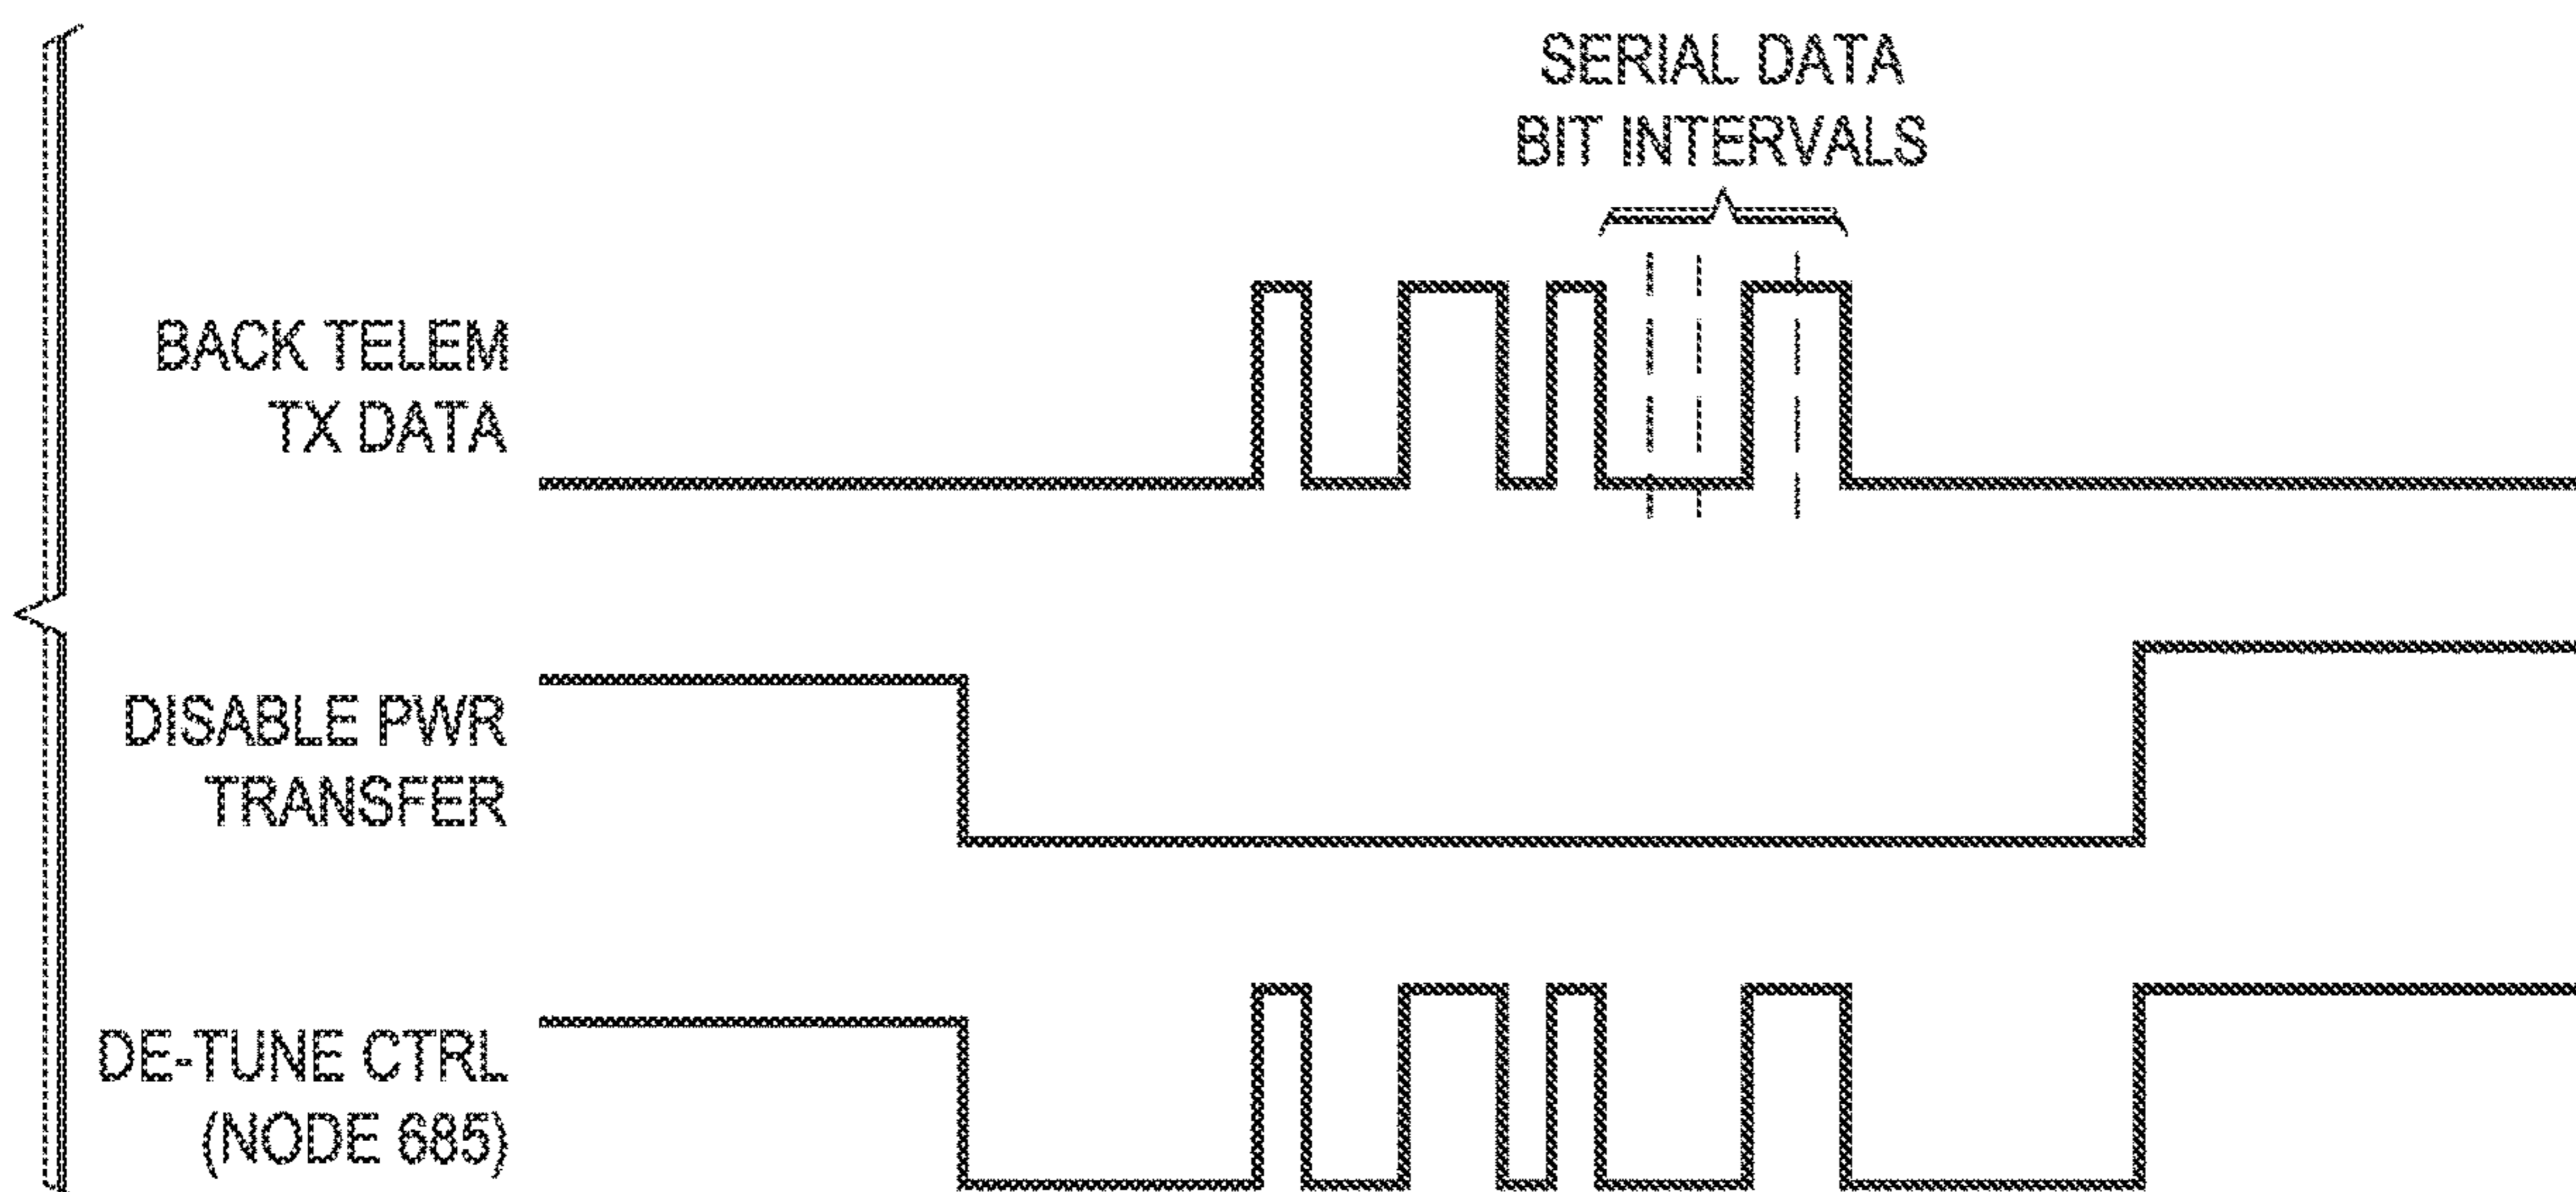 SERIAL DATA
BIT INTERVALS
BACK TELEM
TX DATA
DISABLE PWR
TRANSFER
DE-TUNE CTRL
(NODE 685)